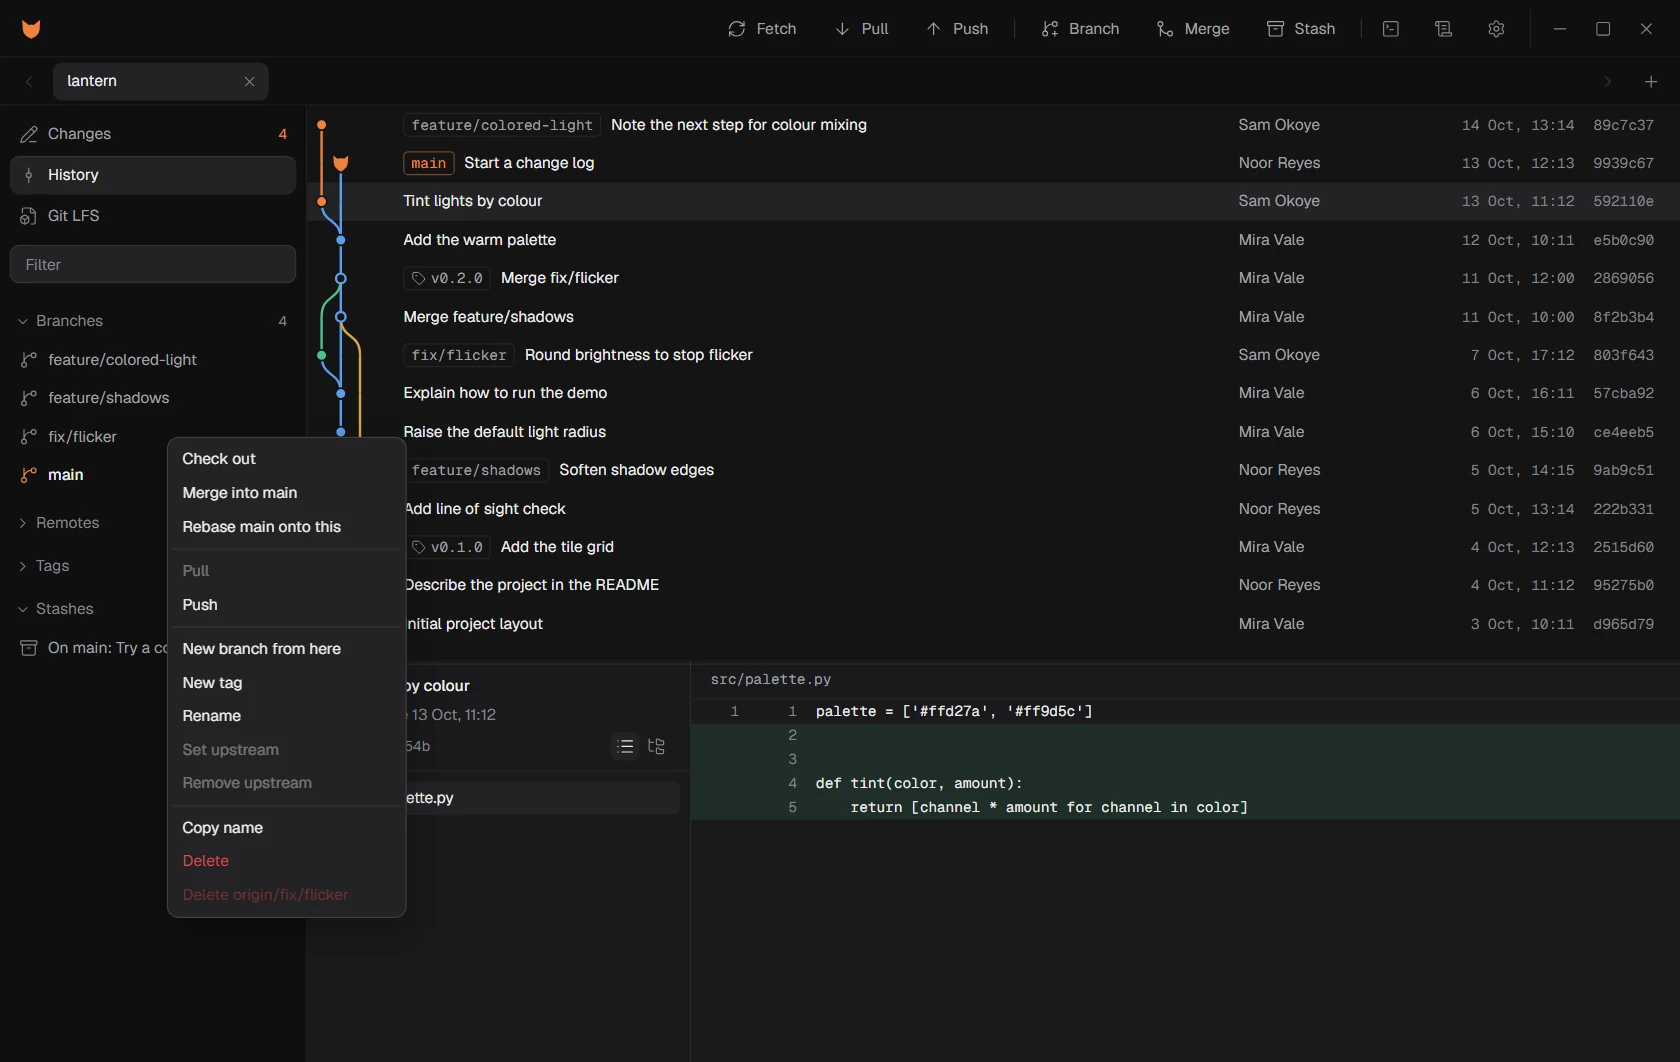 Fetch Pull Push Branch Merge Stash
lantern
Changes 4
History
Git LFS
Filter
Branches 4
feature/colored-light
feature/shadows
fix/flicker
main
Remotes
Tags
Stashes
On main: Try a co
Check out
Merge into main
Rebase main onto this
Pull
Push
New branch from here
New tag
Rename
Set upstream
Remove upstream
Copy name
Delete
Delete origin/fix/flicker
feature/colored-light Note the next step for colour mixing Sam Okoye 14 Oct, 13:14 89c7c37
main Start a change log Noor Reyes 13 Oct, 12:13 9939c67
Tint lights by colour Sam Okoye 13 Oct, 11:12 592110e
Add the warm palette Mira Vale 12 Oct, 10:11 e5b0c90
v0.2.0 Merge fix/flicker Mira Vale 11 Oct, 12:00 2869056
Merge feature/shadows Mira Vale 11 Oct, 10:00 8f2b3b4
fix/flicker Round brightness to stop flicker Sam Okoye 7 Oct, 17:12 803f643
Explain how to run the demo Mira Vale 6 Oct, 16:11 57cba92
Raise the default light radius Mira Vale 6 Oct, 15:10 ce4eeb5
feature/shadows Soften shadow edges Noor Reyes 5 Oct, 14:15 9ab9c51
Add line of sight check Noor Reyes 5 Oct, 13:14 222b331
v0.1.0 Add the tile grid Mira Vale 4 Oct, 12:13 2515d60
Describe the project in the README Noor Reyes 4 Oct, 11:12 95275b0
nitial project layout Mira Vale 3 Oct, 10:11 d965d79
by colour
13 Oct, 11:12
54b
ette.py
src/palette.py
1 1 palette = ['#ffd27a', '#ff9d5c']
2
3
4 def tint(color, amount):
5 return [channel * amount for channel in color]